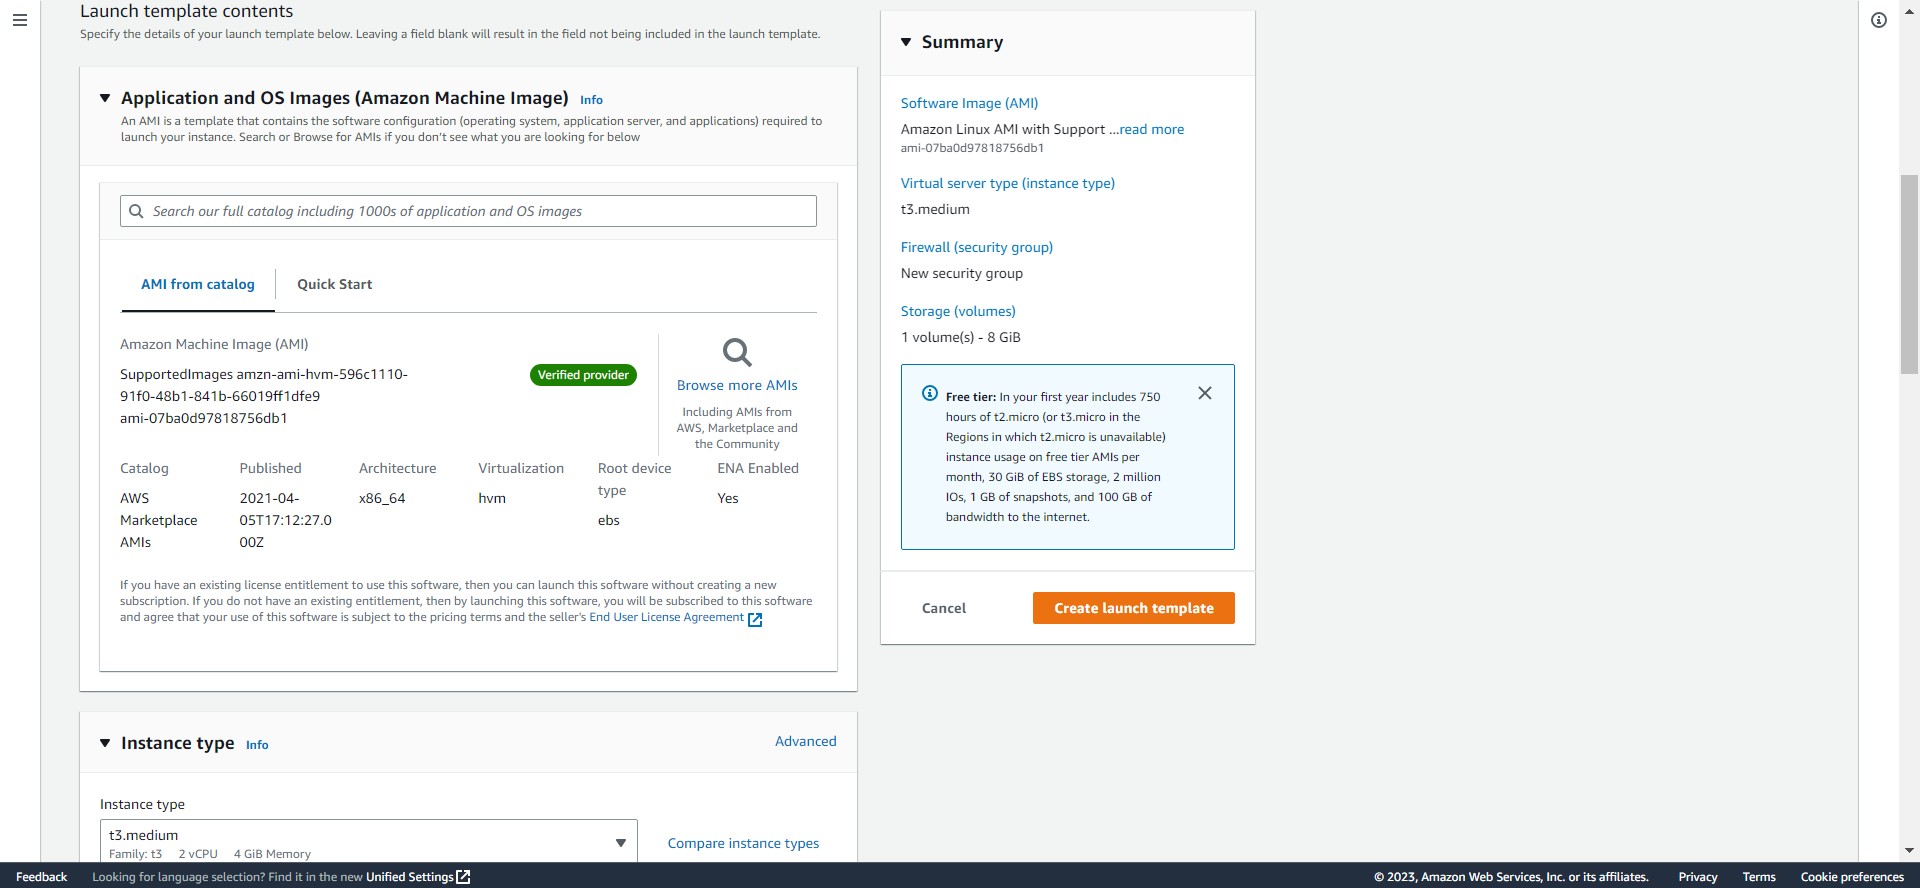 Launch template contents
Specify the details of your launch template below. Leaving a field blank will result in the field not being included in the launch template.
Application and OS Images (Amazon Machine Image) Info
An AMI is a template that contains the software configuration (operating system, application server, and applications) required to
launch your instance. Search or Browse for AMIs if you don't see what you are looking for below
Search our full catalog including 1000s of application and OS images
AMI from catalog
Quick Start
Amazon Machine Image (AMI)
SupportedImages amzn-ami-hvm-596c1110-
91f0-48b1-841b-66019ff1dfe9
ami-07ba0d97818756db1
Verified provider
Browse more AMIs
Including AMIs from
AWS, Marketplace and
the Community
Catalog
AWS
Marketplace
AMIs
Published
2021-04-
05T17:12:27.0
00Z
Architecture
x86_64
Virtualization
hvm
Root device
type
ebs
ENA Enabled
Yes
If you have an existing license entitlement to use this software, then you can launch this software without creating a new
subscription. If you do not have an existing entitlement, then by launching this software, you will be subscribed to this software
and agree that your use of this software is subject to the pricing terms and the seller's End User License Agreement
Instance type Info
Advanced
Instance type
t3.medium
Family: t3 2 vCPU 4 GiB Memory
Compare instance types
Summary
Software Image (AMI)
Amazon Linux AMI with Support ...read more
ami-07ba0d97818756db1
Virtual server type (instance type)
t3.medium
Firewall (security group)
New security group
Storage (volumes)
1 volume(s) - 8 GiB
Free tier: In your first year includes 750
hours of t2.micro (or t3.micro in the
Regions in which t2.micro is unavailable)
instance usage on free tier AMIs per
month, 30 GiB of EBS storage, 2 million
IOs, 1 GB of snapshots, and 100 GB of
bandwidth to the internet.
Cancel
Create launch template
Feedback
Looking for language selection? Find it in the new Unified Settings
© 2023, Amazon Web Services, Inc. or its affiliates.
Privacy
Terms
Cookie preferences